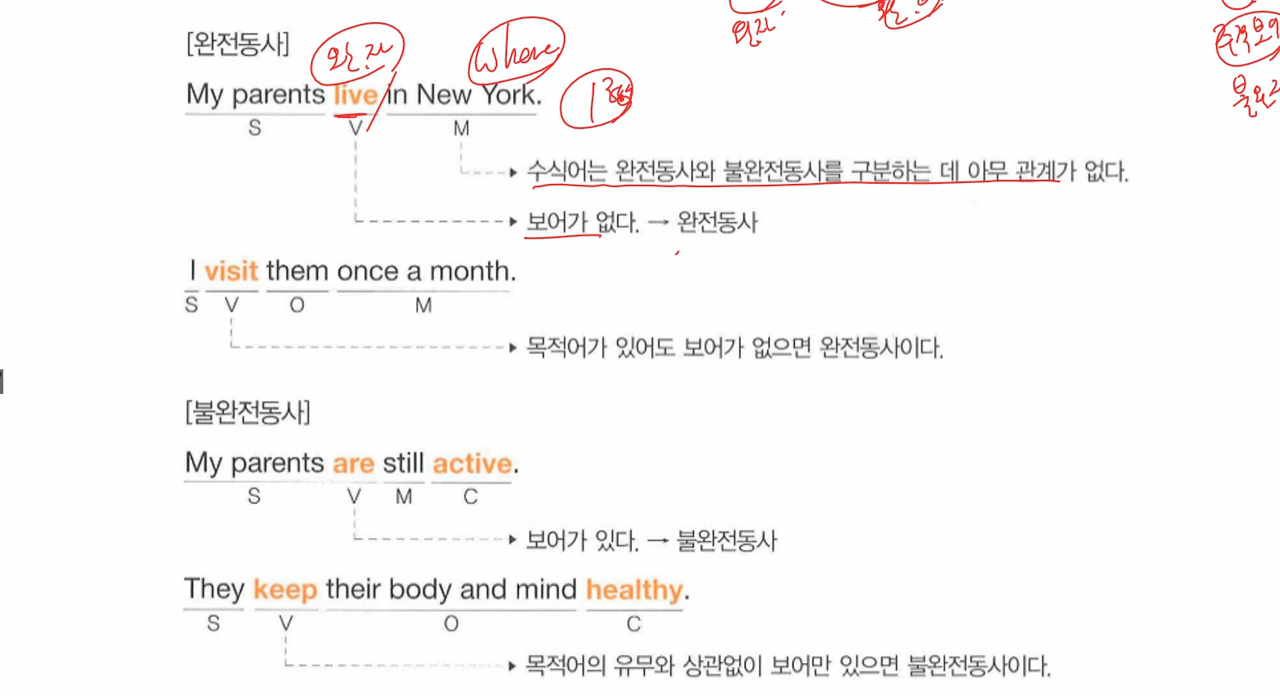 완자
[완전동사]
완자
where
My parents live in New York.
1형식
S V M
수식어는 완전동사와 불완전동사를 구분하는 데 아무 관계가 없다.
보어가 없다. → 완전동사
I visit them once a month.
S V O M
목적어가 있어도 보어가 없으면 완전동사이다.
[불완전동사]
My parents are still active.
S V M C
보어가 있다. → 불완전동사
They keep their body and mind healthy.
S V O C
목적어의 유무와 상관없이 보어만 있으면 불완전동사이다.